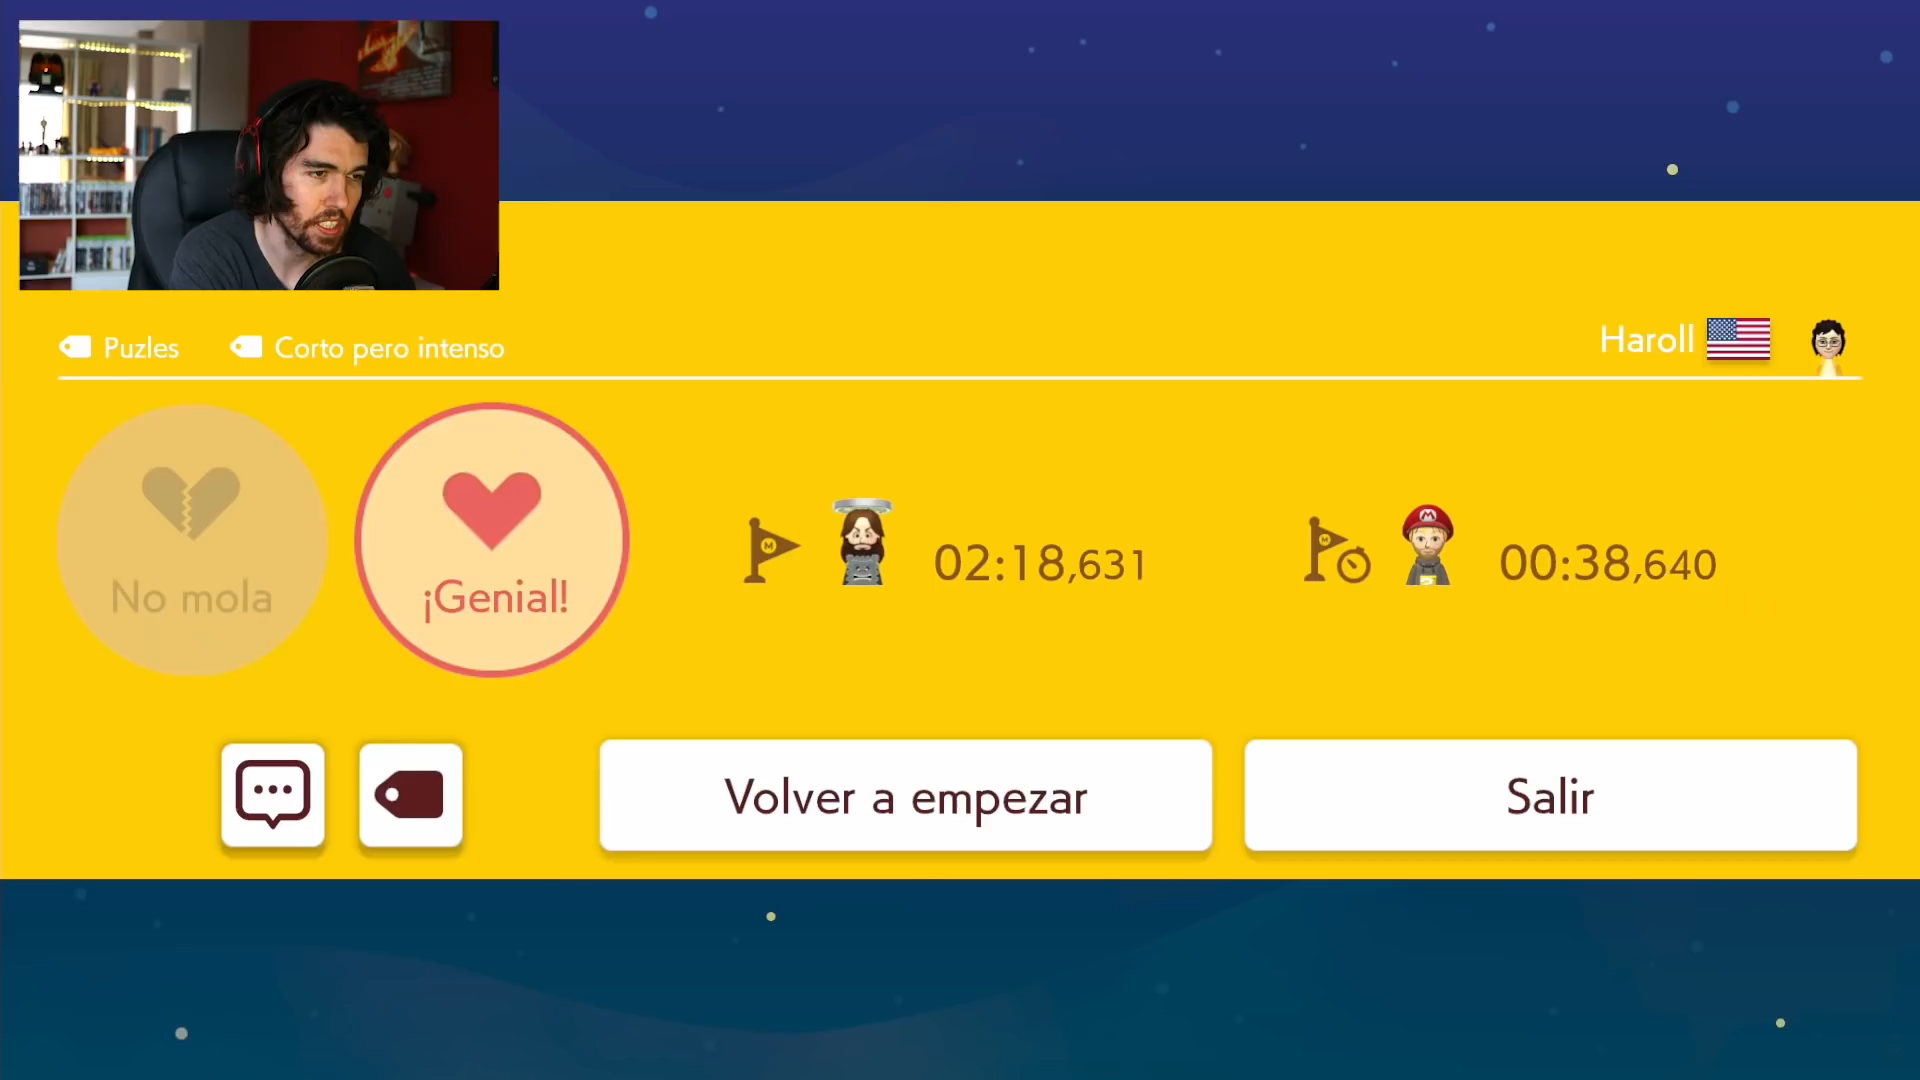 Puzles
Corto pero intenso
Haroll
No mola
¡Genial!
02:18,631
00:38,640
Volver a empezar
Salir